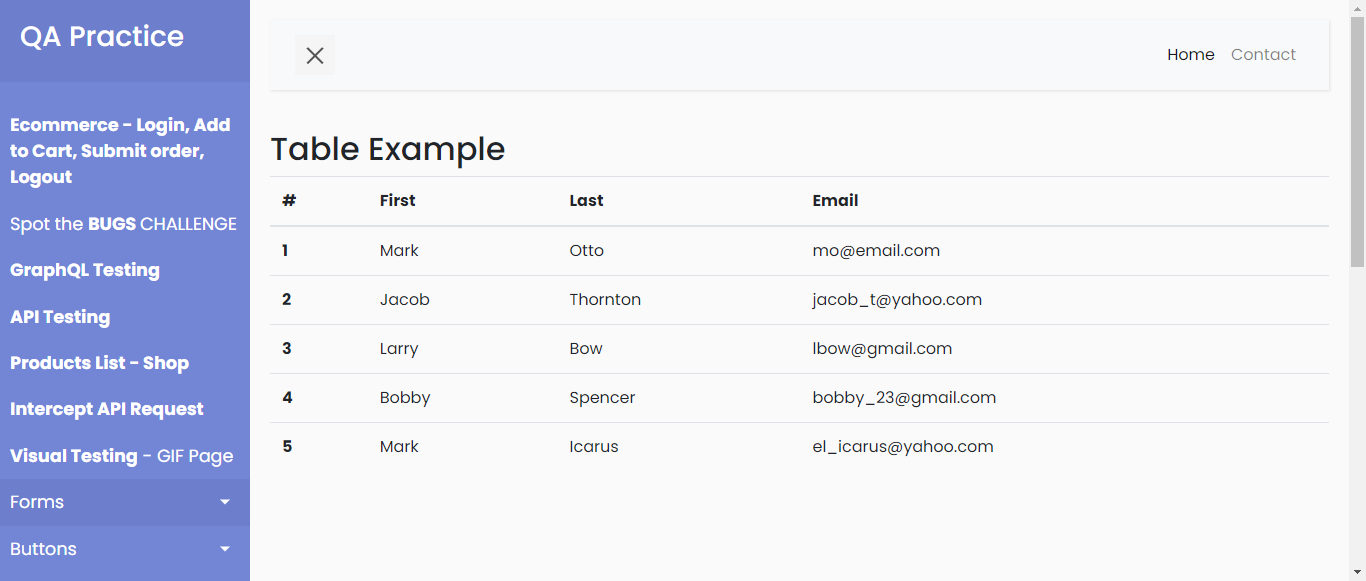 QA Practice
Ecommerce - Login, Add
to Cart, Submit order,
Logout
Spot the BUGS CHALLENGE
GraphQL Testing
API Testing
Products List - Shop
Intercept API Request
Visual Testing - GIF Page
Forms
Buttons
Home Contact
Table Example
# First Last Email
1 Mark Otto mo@email.com
2 Jacob Thornton jacob_t@yahoo.com
3 Larry Bow lbow@gmail.com
4 Bobby Spencer bobby_23@gmail.com
5 Mark Icarus el_icarus@yahoo.com